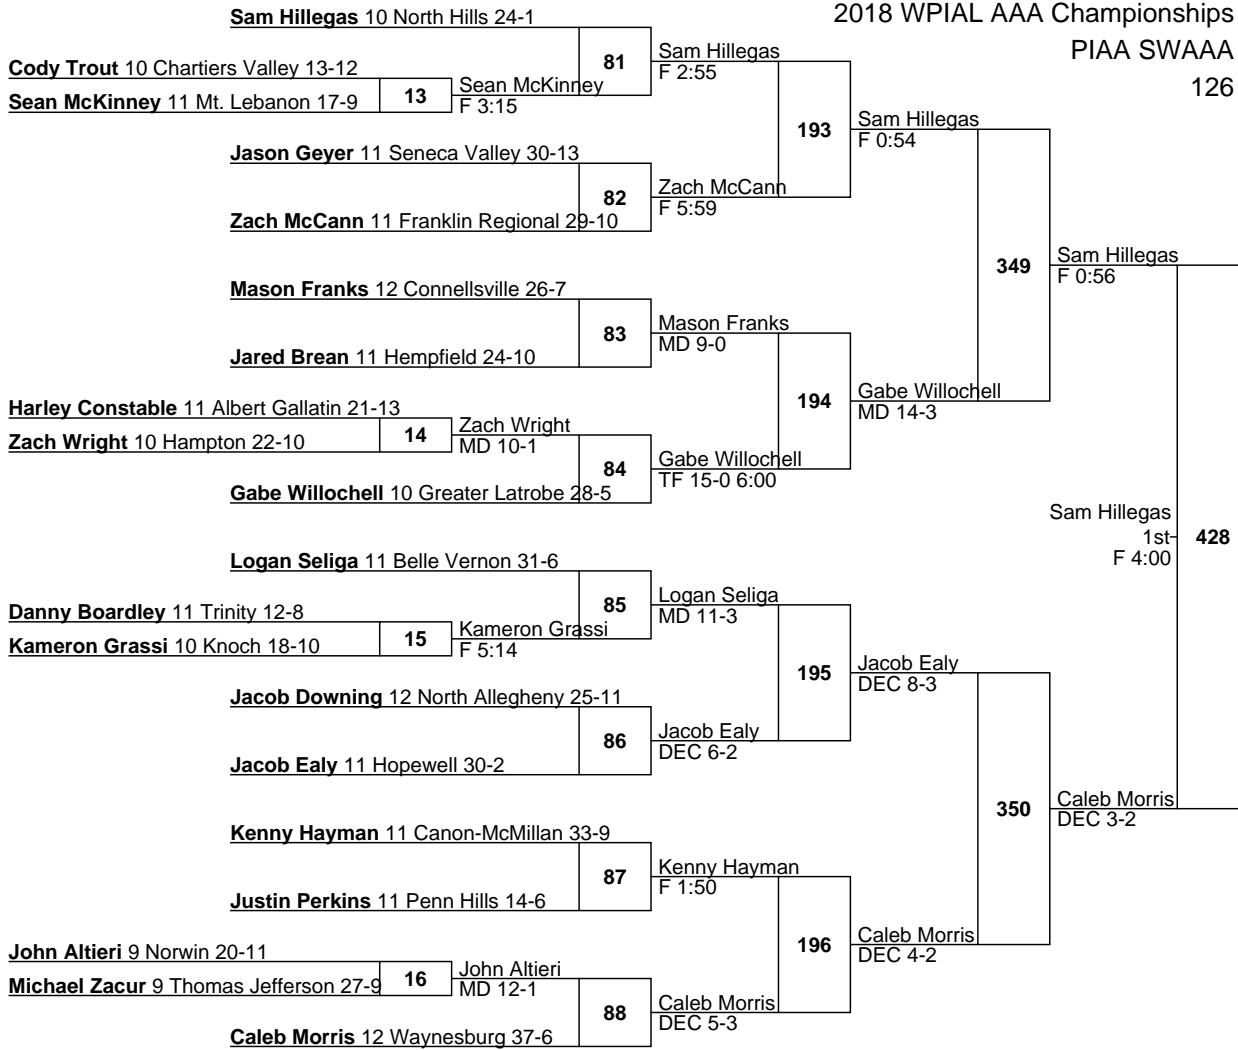 2018 WPIAL AAA Championships
PIAA SWAAA
126
Sam Hillegas 10 North Hills 24-1
81
Sam Hillegas
F 2:55
Cody Trout 10 Chartiers Valley 13-12
13
Sean McKinney
F 3:15
Sean McKinney 11 Mt. Lebanon 17-9
193
Sam Hillegas
F 0:54
Jason Geyer 11 Seneca Valley 30-13
82
Zach McCann
F 5:59
Zach McCann 11 Franklin Regional 29-10
349
Sam Hillegas
F 0:56
Mason Franks 12 Connellsville 26-7
83
Mason Franks
MD 9-0
Jared Brean 11 Hempfield 24-10
194
Gabe Willochell
MD 14-3
Harley Constable 11 Albert Gallatin 21-13
14
Zach Wright
MD 10-1
Zach Wright 10 Hampton 22-10
84
Gabe Willochell
TF 15-0 6:00
Gabe Willochell 10 Greater Latrobe 28-5
Sam Hillegas
1st
F 4:00
428
Logan Seliga 11 Belle Vernon 31-6
85
Logan Seliga
MD 11-3
Danny Boardley 11 Trinity 12-8
15
Kameron Grassi
F 5:14
Kameron Grassi 10 Knoch 18-10
195
Jacob Ealy
DEC 8-3
Jacob Downing 12 North Allegheny 25-11
86
Jacob Ealy
DEC 6-2
Jacob Ealy 11 Hopewell 30-2
350
Caleb Morris
DEC 3-2
Kenny Hayman 11 Canon-McMillan 33-9
87
Kenny Hayman
F 1:50
Justin Perkins 11 Penn Hills 14-6
196
Caleb Morris
DEC 4-2
John Altieri 9 Norwin 20-11
16
John Altieri
MD 12-1
Michael Zacur 9 Thomas Jefferson 27-9
88
Caleb Morris
DEC 5-3
Caleb Morris 12 Waynesburg 37-6